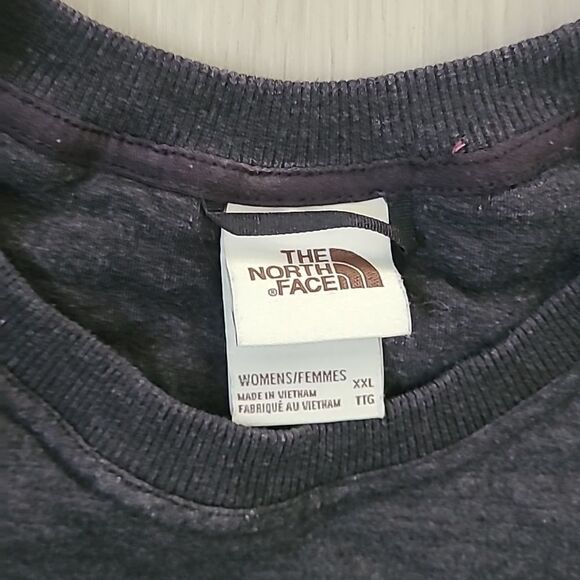 THE
NORTH
®FACE
WOMENS/FEMMES XXL
MADE IN VIETNAM
FABRIQUÉ AU VIETNAM TTG